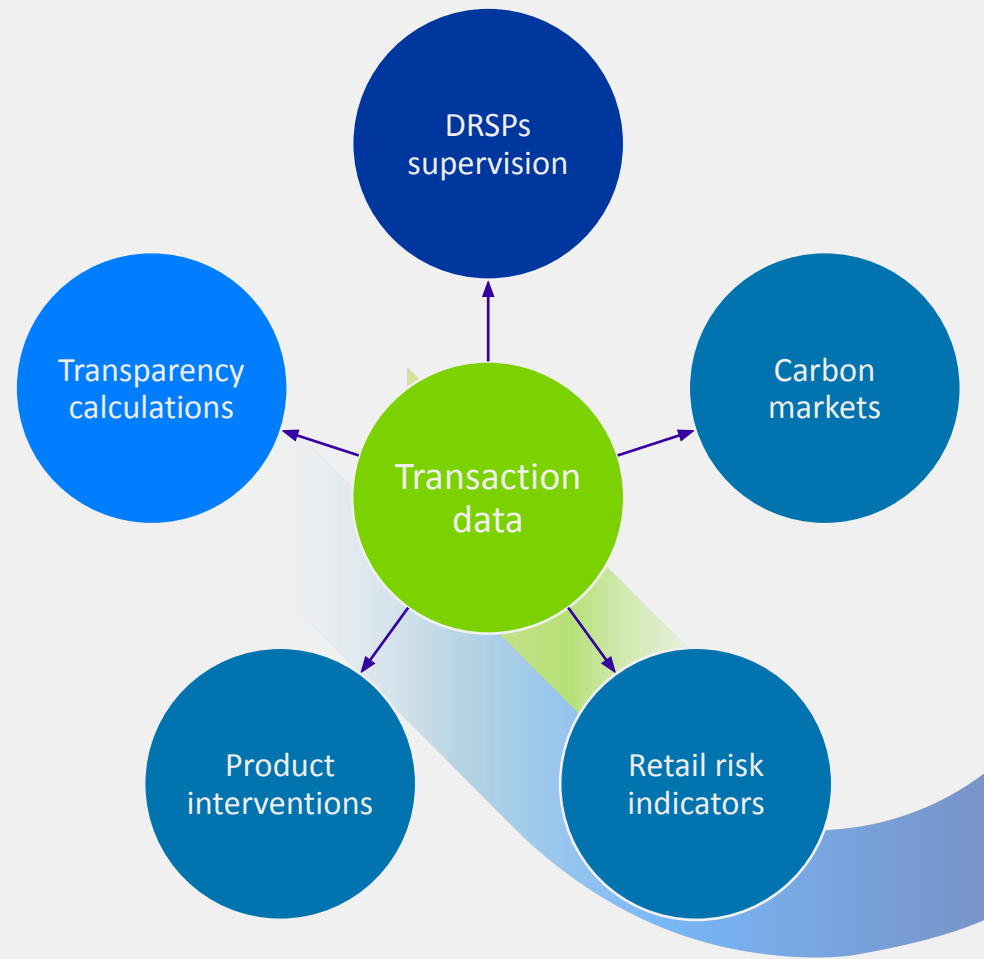 DRSPs
supervision
Transparency
calculations
Carbon
markets
Transaction
data
Product
interventions
Retail risk
indicators